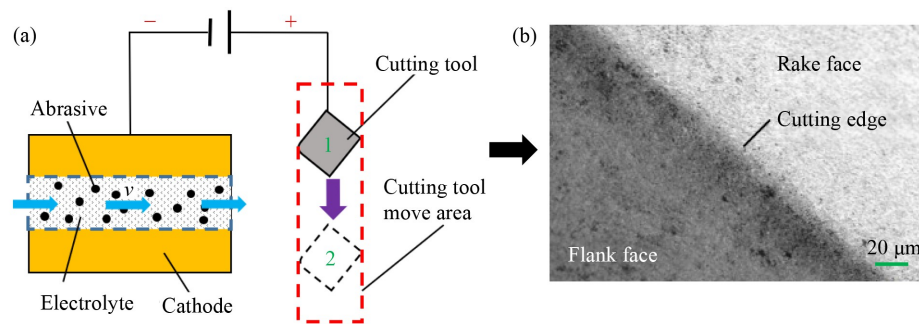 (a)
− +
Cutting tool
Abrasive
1
v
Cutting tool
move area
2
Electrolyte
Cathode
(b)
Rake face
Cutting edge
Flank face
20 μm